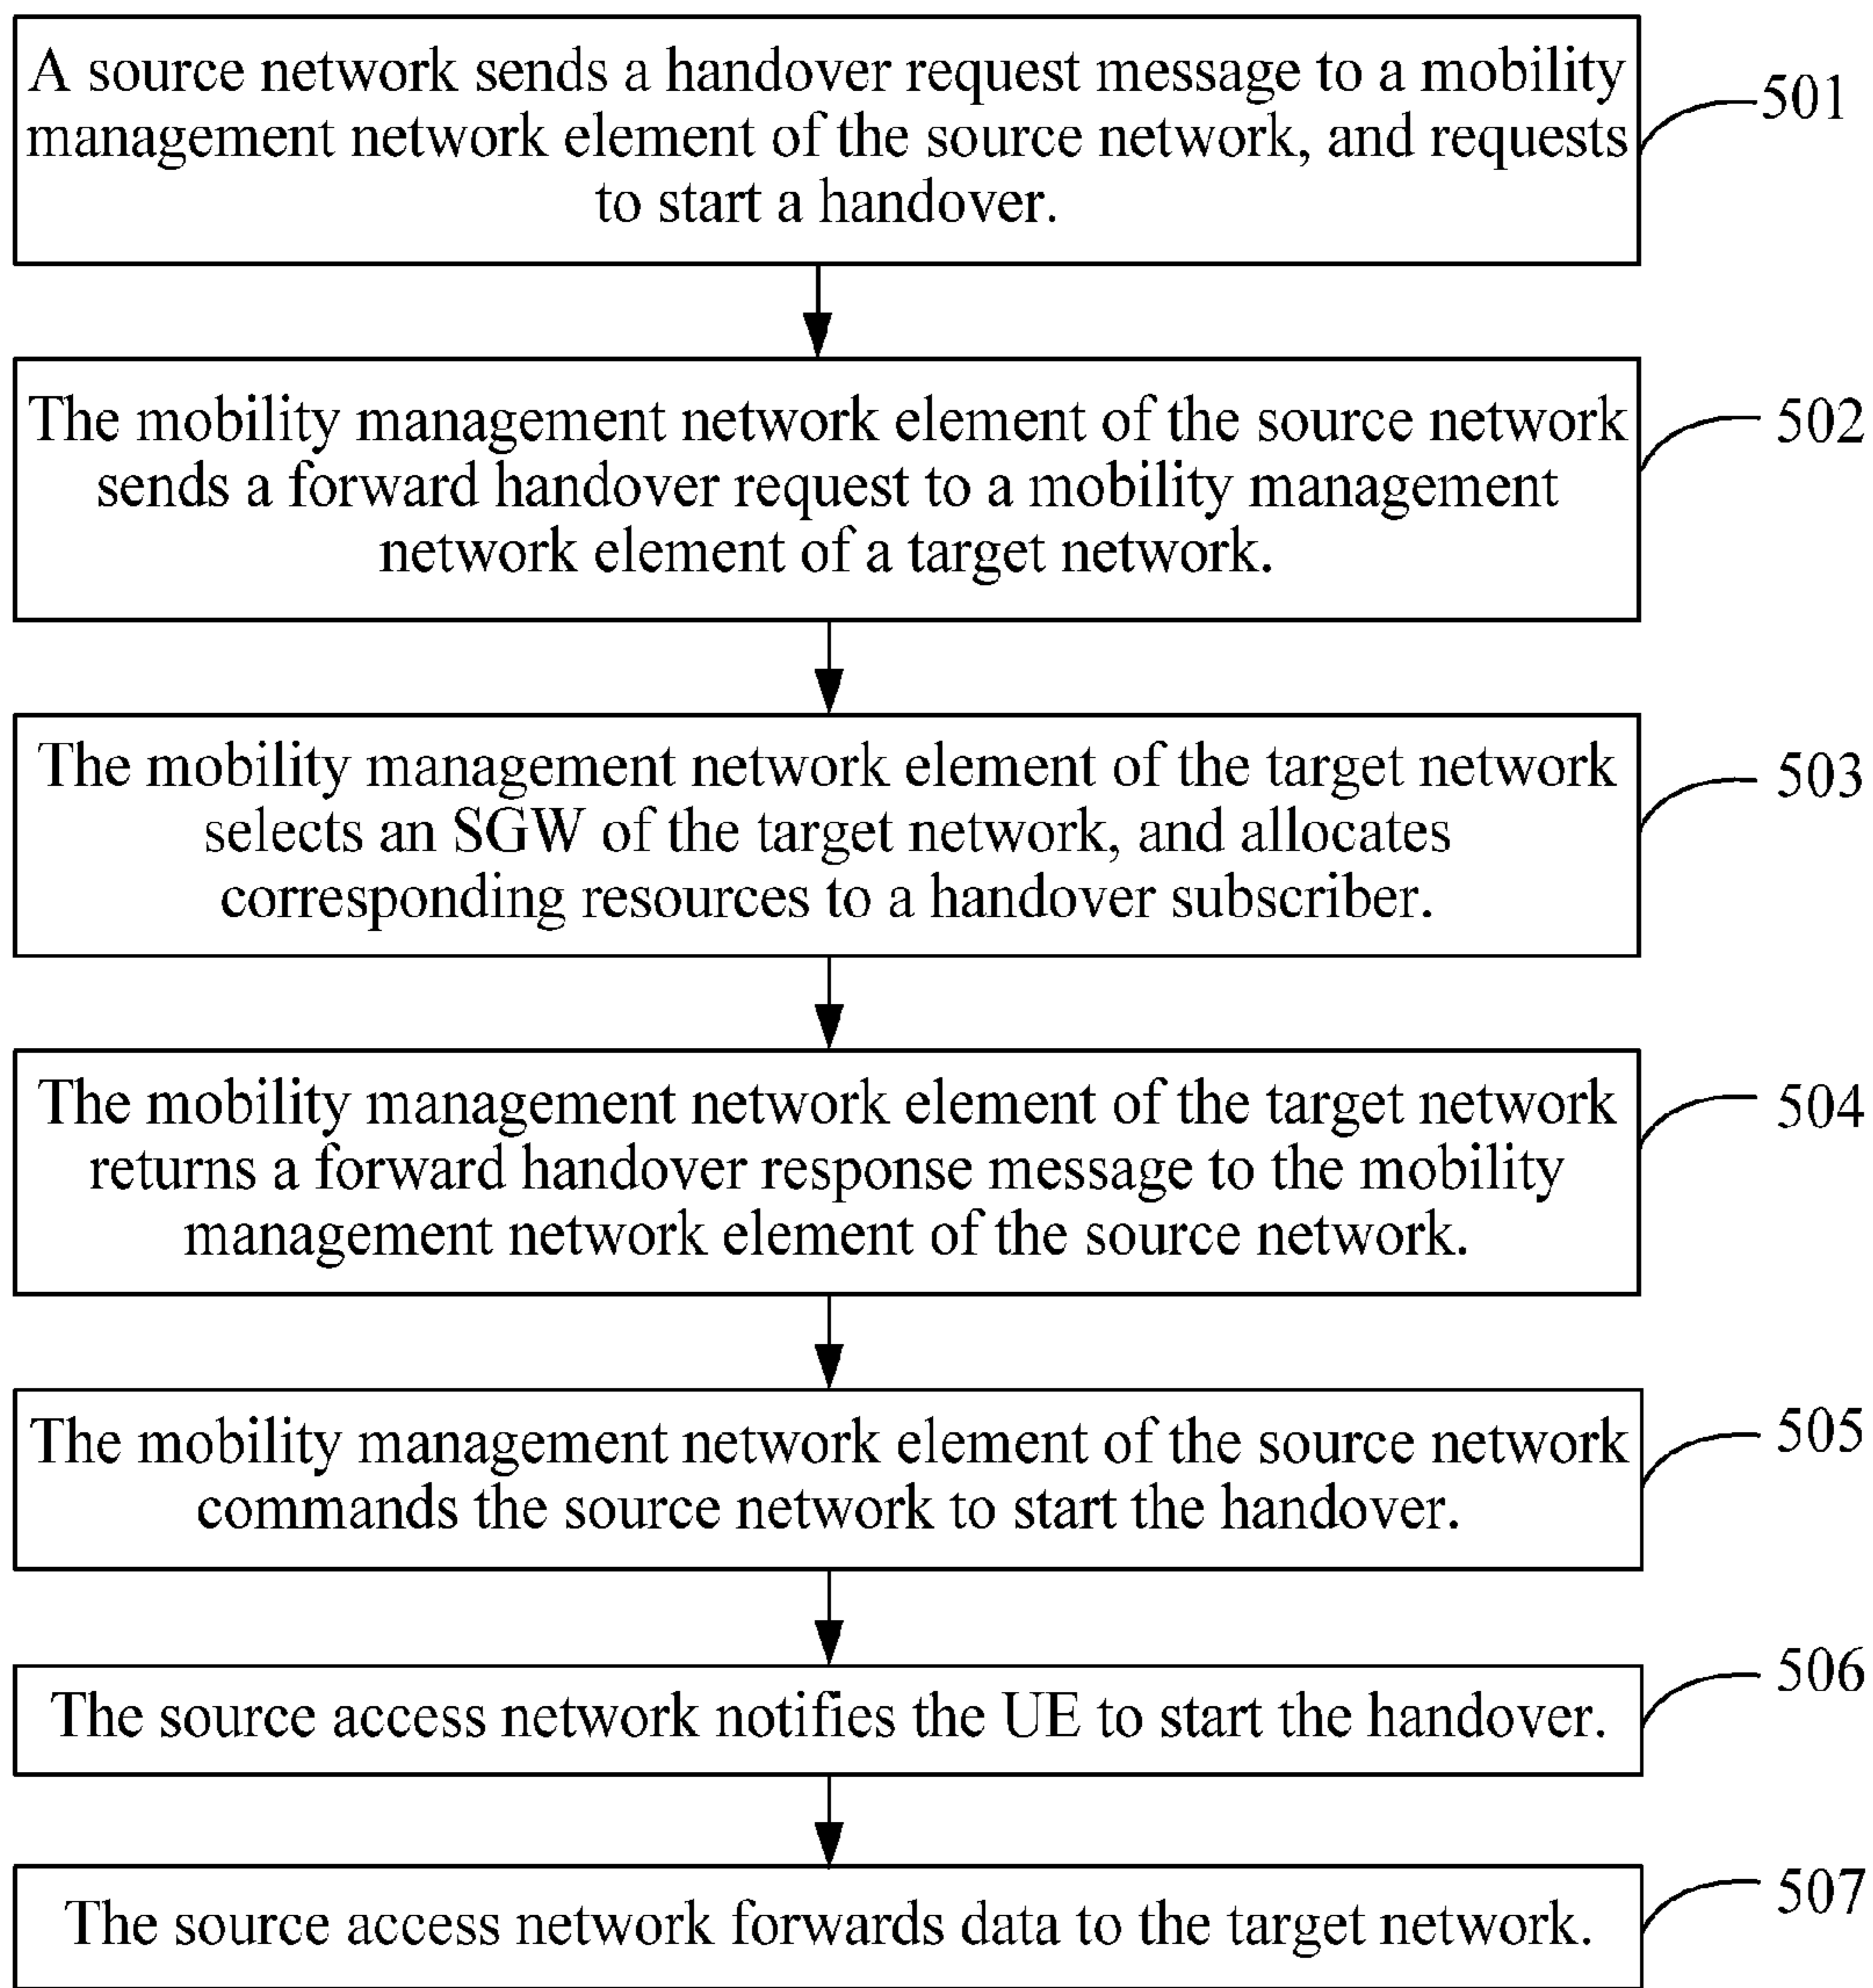 A source network sends a handover request message to a mobility
management network element of the source network, and requests
to start a handover.
501
The mobility management network element of the source network
sends a forward handover request to a mobility management
network element of a target network.
502
The mobility management network element of the target network
selects an SGW of the target network, and allocates
corresponding resources to a handover subscriber.
503
The mobility management network element of the target network
returns a forward handover response message to the mobility
management network element of the source network.
504
The mobility management network element of the source network
commands the source network to start the handover.
505
The source access network notifies the UE to start the handover.
506
The source access network forwards data to the target network.
507